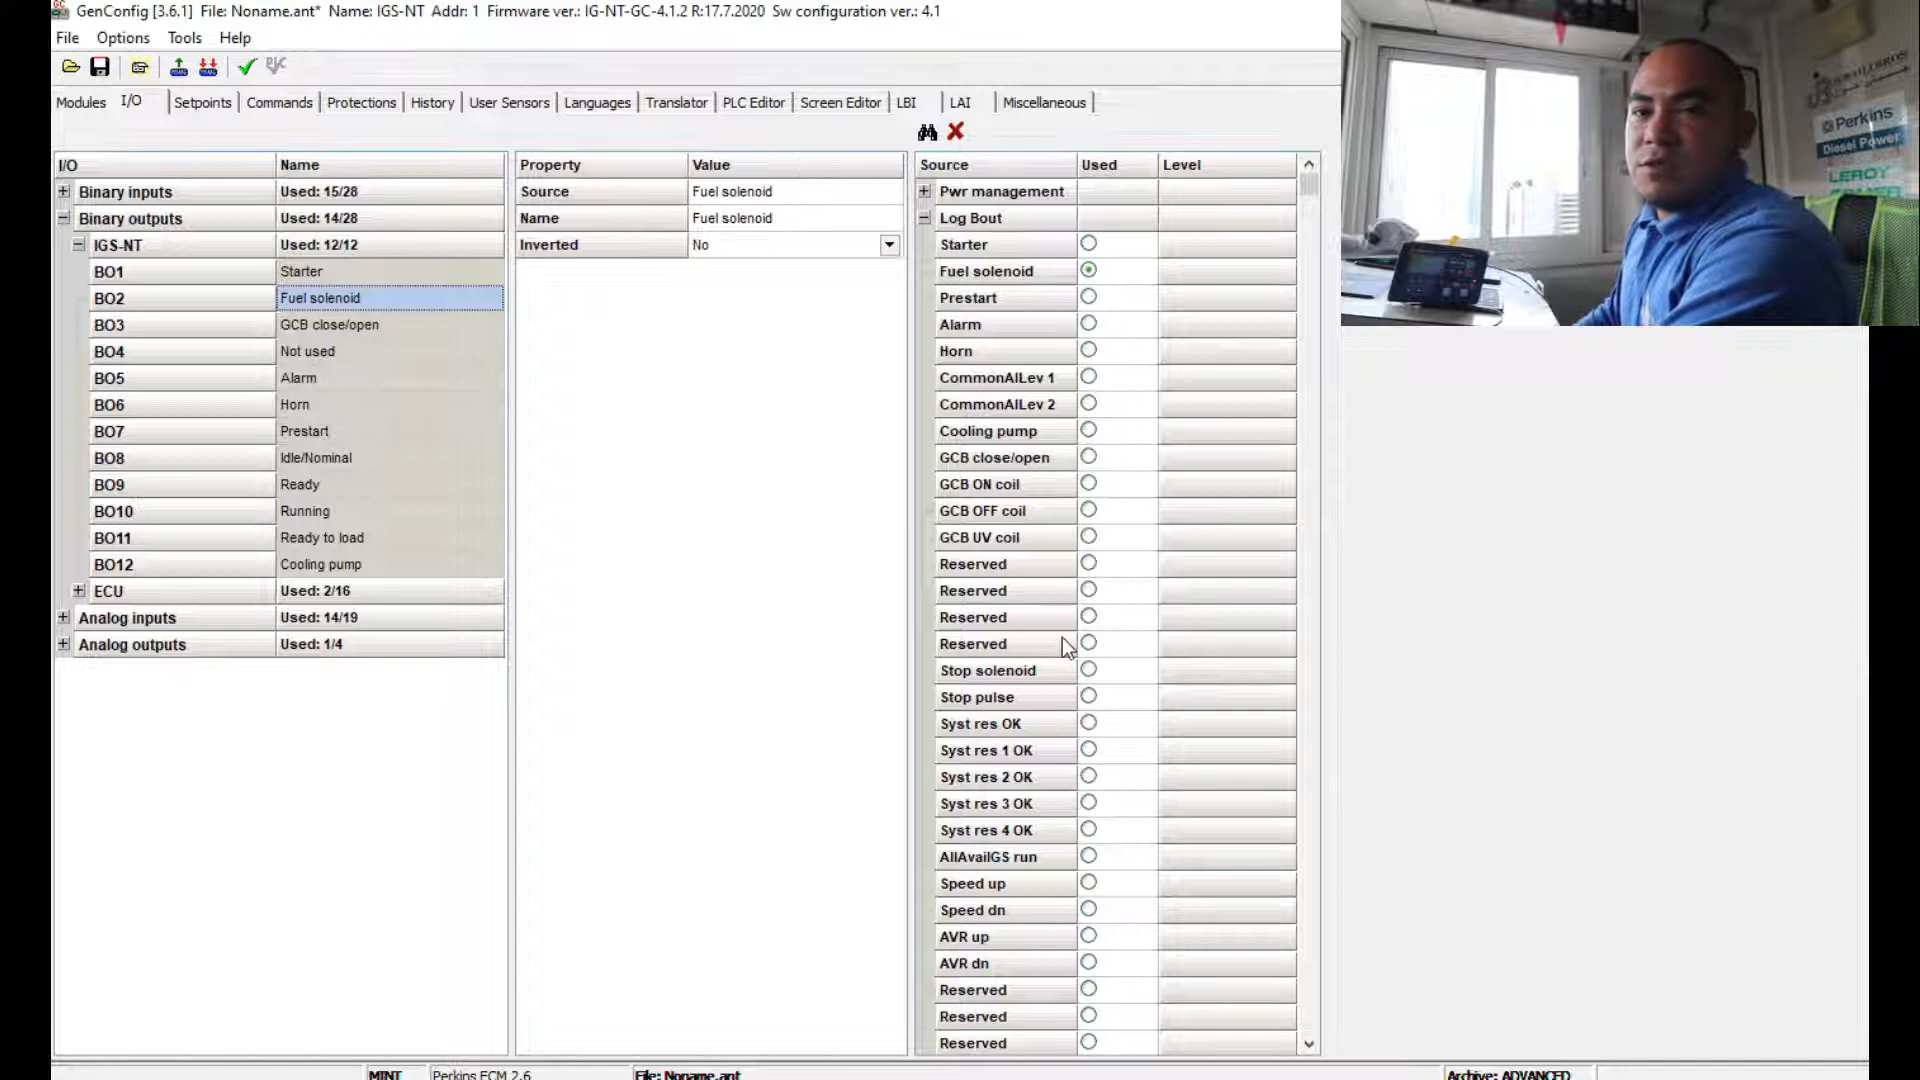 GenConfig [3.6.1] File: Noname.ant* Name: IGS-NT Addr: 1 Firmware ver.: IG-NT-GC-4.1.2 R:17.7.2020 Sw configuration ver.: 4.1
File Options Tools Help
Modules I/O Setpoints Commands Protections History User Sensors Languages Translator PLC Editor Screen Editor LBI LAI Miscellaneous
I/O Name
Binary inputs Used: 15/28
Binary outputs Used: 14/28
IGS-NT Used: 12/12
BO1 Starter
BO2 Fuel solenoid
BO3 GCB close/open
BO4 Not used
BO5 Alarm
BO6 Horn
BO7 Prestart
BO8 Idle/Nominal
BO9 Ready
BO10 Running
BO11 Ready to load
BO12 Cooling pump
ECU Used: 2/16
Analog inputs Used: 14/19
Analog outputs Used: 1/4
Property Value
Source Fuel solenoid
Name Fuel solenoid
Inverted No
Source Used Level
Pwr management
Log Bout
Starter
Fuel solenoid
Prestart
Alarm
Horn
CommonAlLev 1
CommonAlLev 2
Cooling pump
GCB close/open
GCB ON coil
GCB OFF coil
GCB UV coil
Reserved
Reserved
Reserved
Reserved
Stop solenoid
Stop pulse
Syst res OK
Syst res 1 OK
Syst res 2 OK
Syst res 3 OK
Syst res 4 OK
AllAvailGS run
Speed up
Speed dn
AVR up
AVR dn
Reserved
Reserved
Reserved
Perkins
Diesel Power
LEROY
MINT Perkins ECM 2.6 File: Noname.ant Archive: ADVANCED